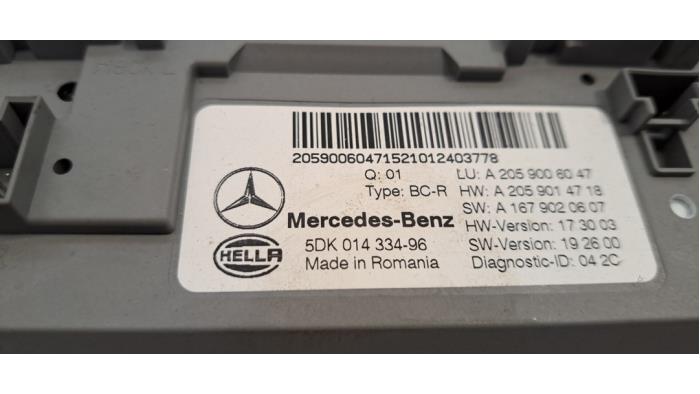 20590060471521012403778
Q: 01 LU: A 205 900 60 47
Type: BC-R HW: A 205 901 47 18
SW: A 167 902 06 07
Mercedes-Benz HW-Version: 17 30 03
5DK 014 334-96 SW-Version: 19 26 00
HELLA Made in Romania Diagnostic-ID: 04 2C